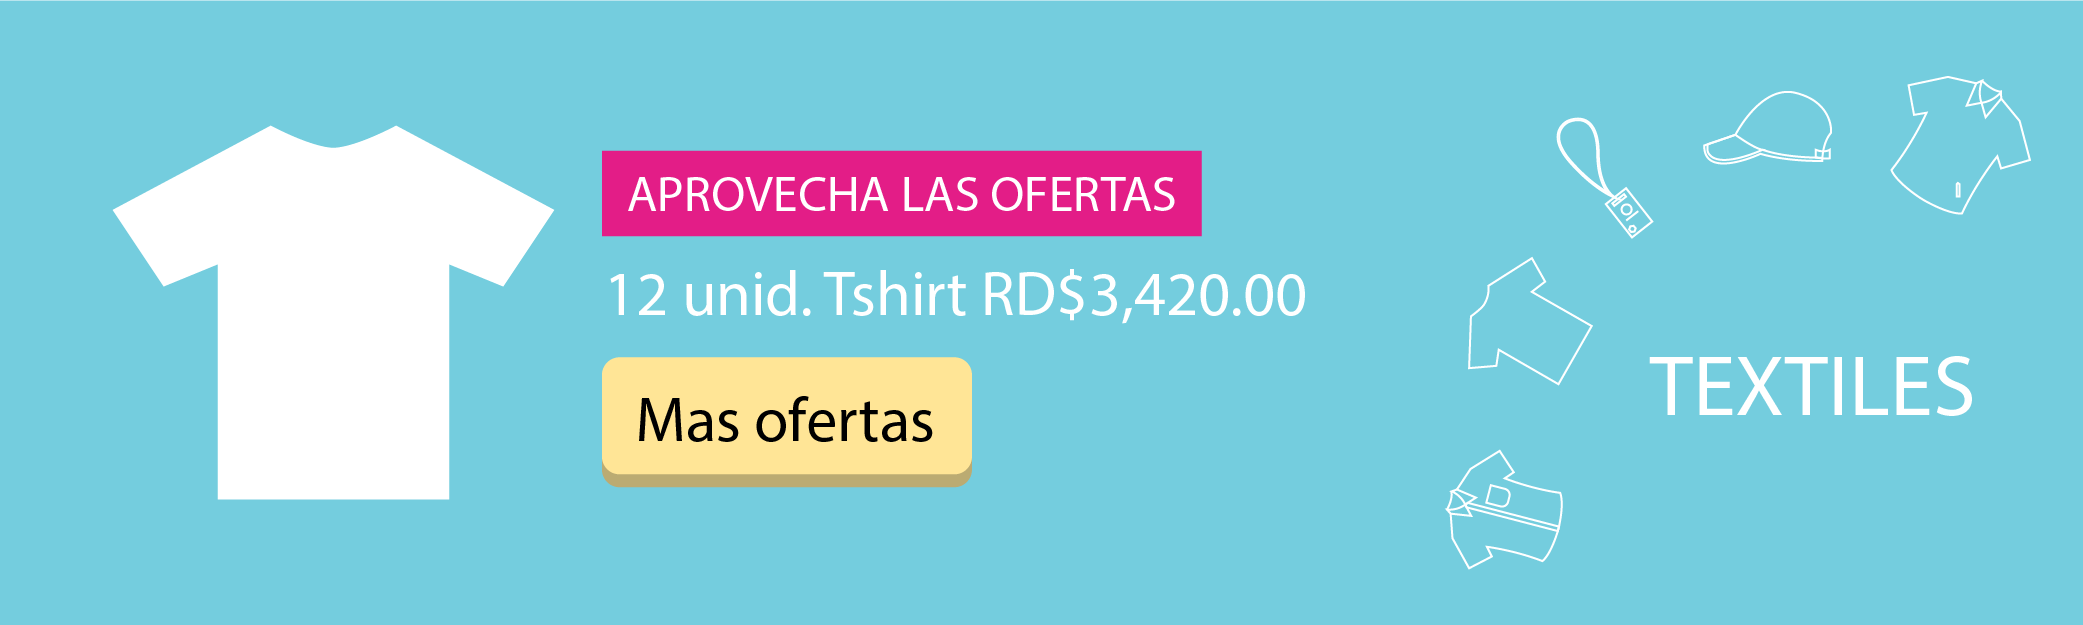 APROVECHA LAS OFERTAS
12 unid. Tshirt RD$3,420.00
Mas ofertas
TEXTILES